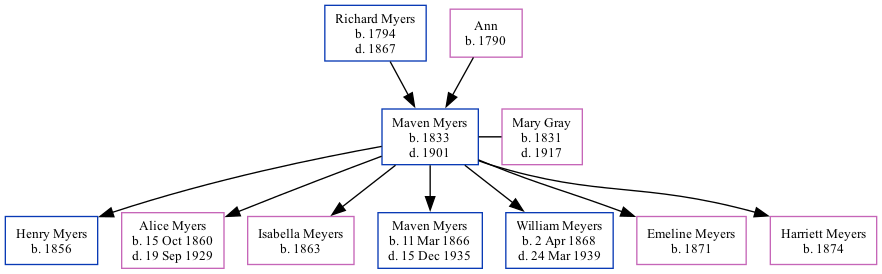 Richard Myers
b. 1794
d. 1867
Ann
b. 1790
Maven Myers
b. 1833
d. 1901
Mary Gray
b. 1831
d. 1917
Henry Myers
b. 1856
Alice Myers
b. 15 Oct 1860
d. 19 Sep 1929
Isabella Meyers
b. 1863
Maven Myers
b. 11 Mar 1866
d. 15 Dec 1935
William Meyers
b. 2 Apr 1868
d. 24 Mar 1939
Emeline Meyers
b. 1871
Harriett Meyers
b. 1874